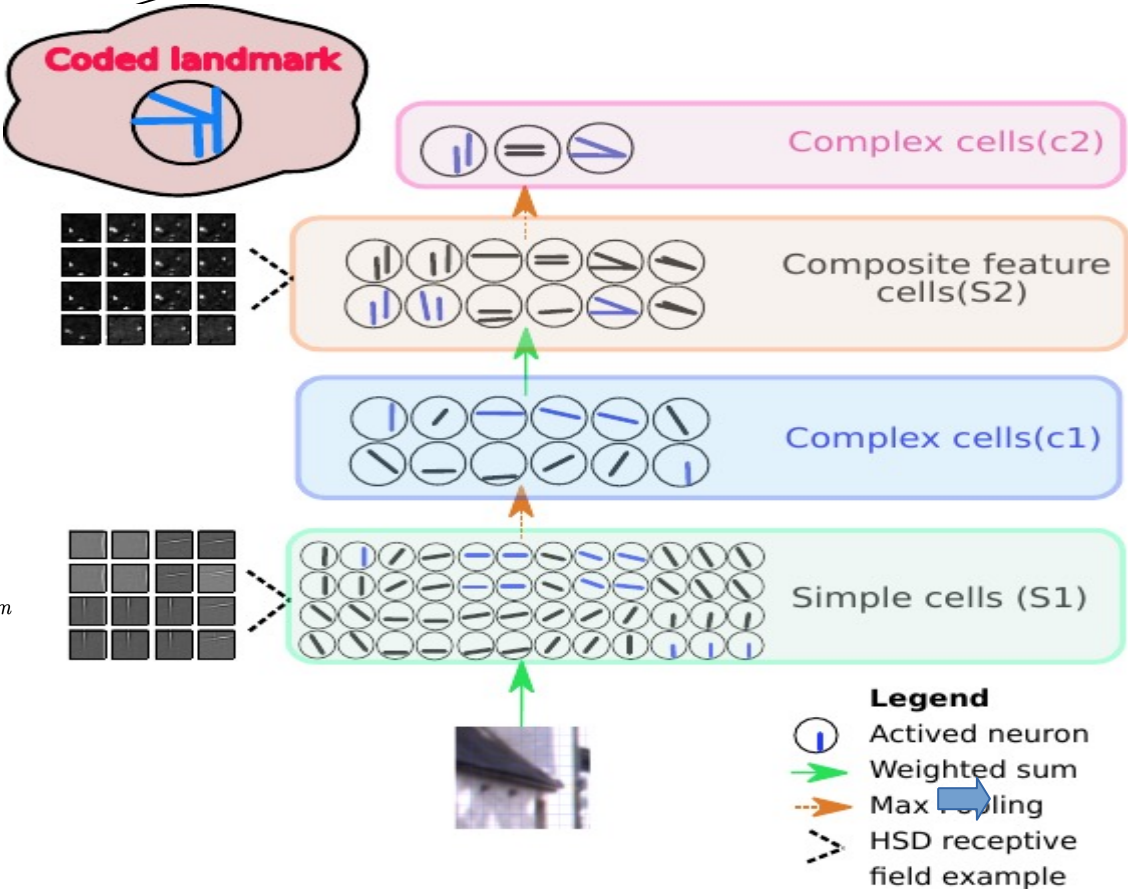 Coded landmark
Complex cells(c2)
Composite feature
cells(S2)
Complex cells(c1)
m
Simple cells (S1)
Legend
Actived neuron
Weighted sum
Max
HSD receptive
field example